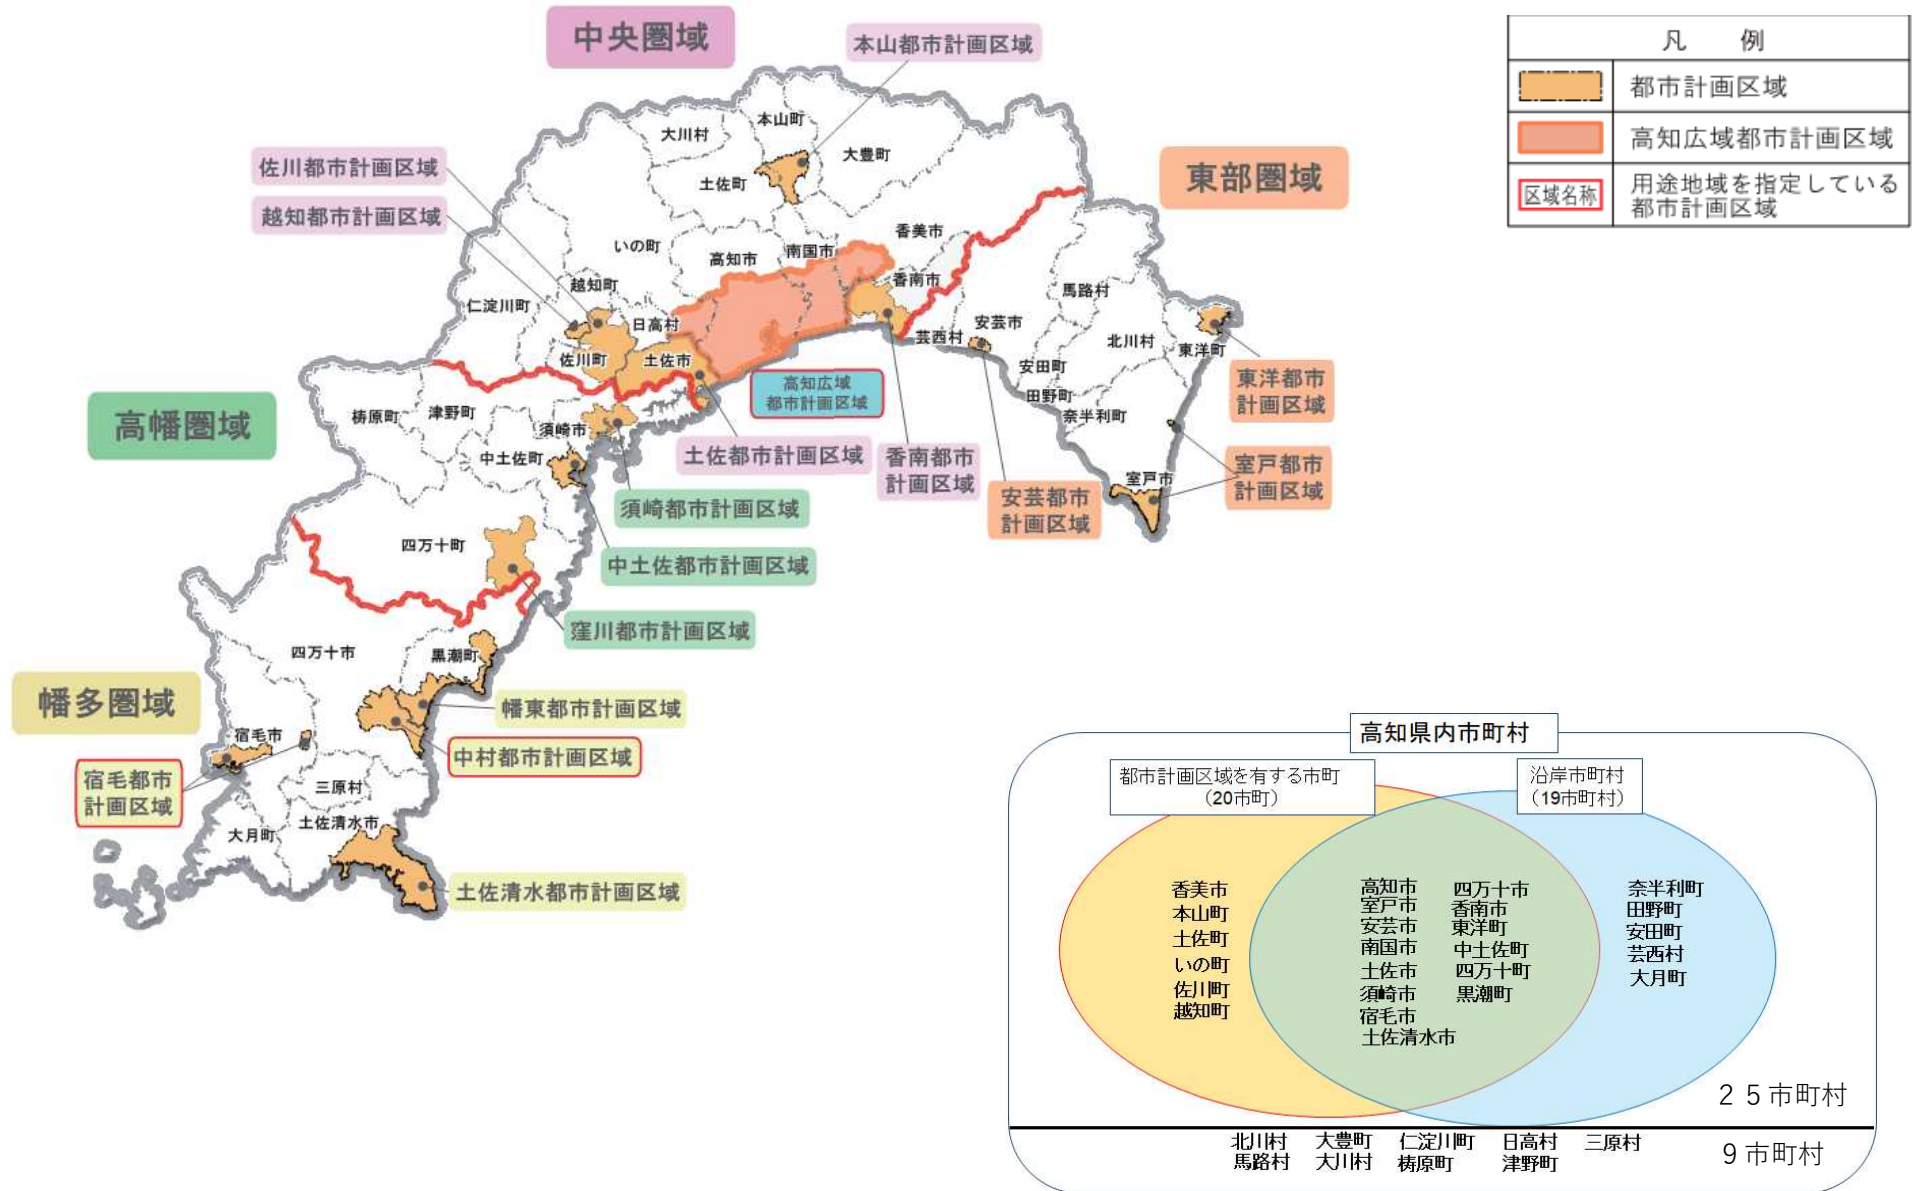 中央圏域
本山都市計画区域
凡　例
都市計画区域
高知広域都市計画区域
区域名称
用途地域を指定している
都市計画区域
佐川都市計画区域
越知都市計画区域
東部圏域
大川村
本山町
大豊町
土佐町
いの町
高知市
南国市
香美市
香南市
越知町
仁淀川町
日高村
佐川町
土佐市
芸西村
安芸市
馬路村
北川村
東洋町
安田町
田野町
奈半利町
室戸市
東洋都市
計画区域
室戸都市
計画区域
安芸都市
計画区域
香南都市
計画区域
高知広域
都市計画区域
土佐都市計画区域
高幡圏域
梼原町
津野町
須崎市
中土佐町
四万十町
須崎都市計画区域
中土佐都市計画区域
窪川都市計画区域
幡多圏域
四万十市
黒潮町
宿毛市
三原村
土佐清水市
大月町
幡東都市計画区域
中村都市計画区域
宿毛都市
計画区域
土佐清水都市計画区域
高知県内市町村
都市計画区域を有する市町
（20市町）
沿岸市町村
（19市町村）
香美市
本山町
土佐町
いの町
佐川町
越知町
高知市　四万十市
室戸市　香南市
安芸市　東洋町
南国市　中土佐町
土佐市　四万十町
須崎市　黒潮町
宿毛市
土佐清水市
奈半利町
田野町
安田町
芸西村
大月町
２５市町村
北川村　大豊町　仁淀川町　日高村　三原村
馬路村　大川村　梼原町　津野町
９市町村